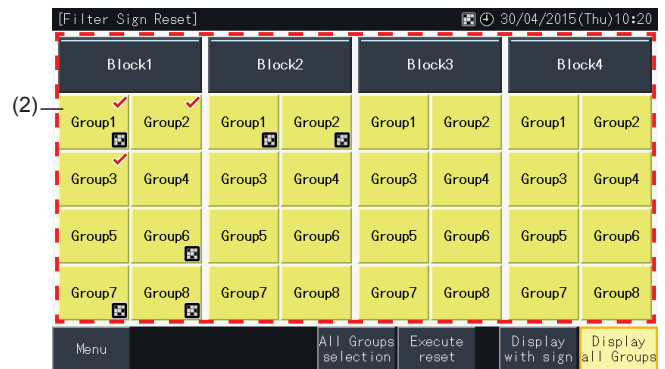 [Filter Sign Reset] 30/04/2015(Thu)10:20
Block1 Block2 Block3 Block4
(2)
Group1 Group2 Group1 Group2 Group1 Group2 Group1 Group2
Group3 Group4 Group3 Group4 Group3 Group4 Group3 Group4
Group5 Group6 Group5 Group6 Group5 Group6 Group5 Group6
Group7 Group8 Group7 Group8 Group7 Group8 Group7 Group8
Menu
All Groups
selection
Execute
reset
Display
with sign
Display
all Groups